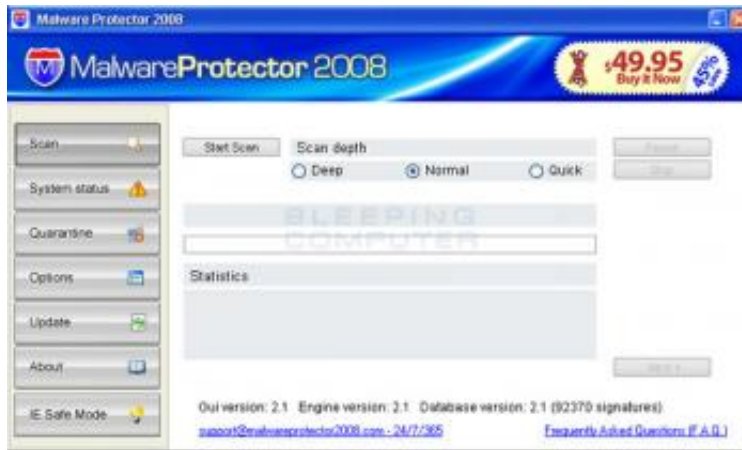 Malware Protector 2008
MalwareProtector 2008
$49.95
Buy It Now
45%
Scan
Start Scan
Scan depth
Pause
Deep
Normal
Quick
Stop
System status
BLEEPING
COMPUTER
Quarantine
Options
Statistics
Update
About
IE Safe Mode
Gui version: 2.1 Engine version: 2.1 Database version: 2.1 (92370 signatures)
support@malwareprotector2008.com - 24/7/365
Frequently Asked Questions (F.A.Q.)